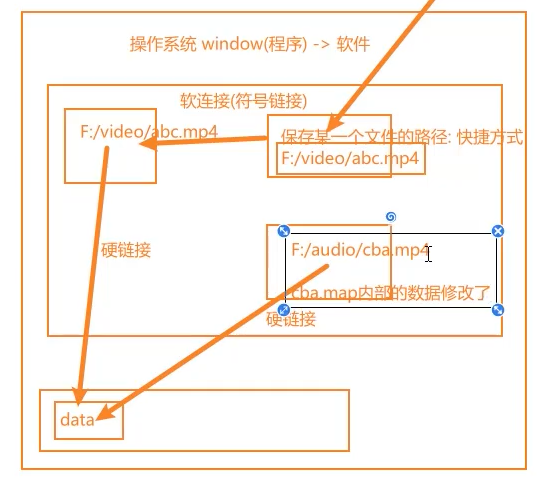 操作系统 window(程序) -> 软件
软连接(符号链接)
F:/video/abc.mp4
保存某一个文件的路径: 快捷方式
F:/video/abc.mp4
硬链接
F:/audio/cba.mp4
cba.map内部的数据修改了
硬链接
data